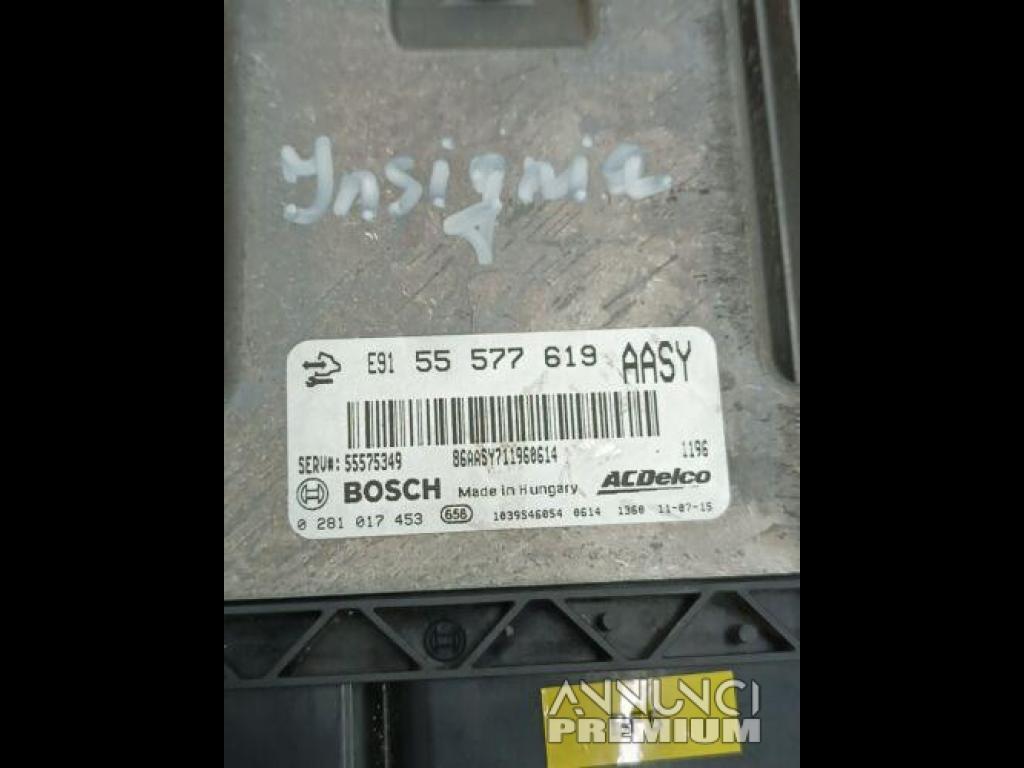 Insignia
E91 55 577 619 AASY
SERV#: 55575349 86AASY711960614 1196
BOSCH Made in Hungary ACDelco
0 281 017 453 658 1039S46054 0614 1360 11-07-15
ANNUNCI
PREMIUM